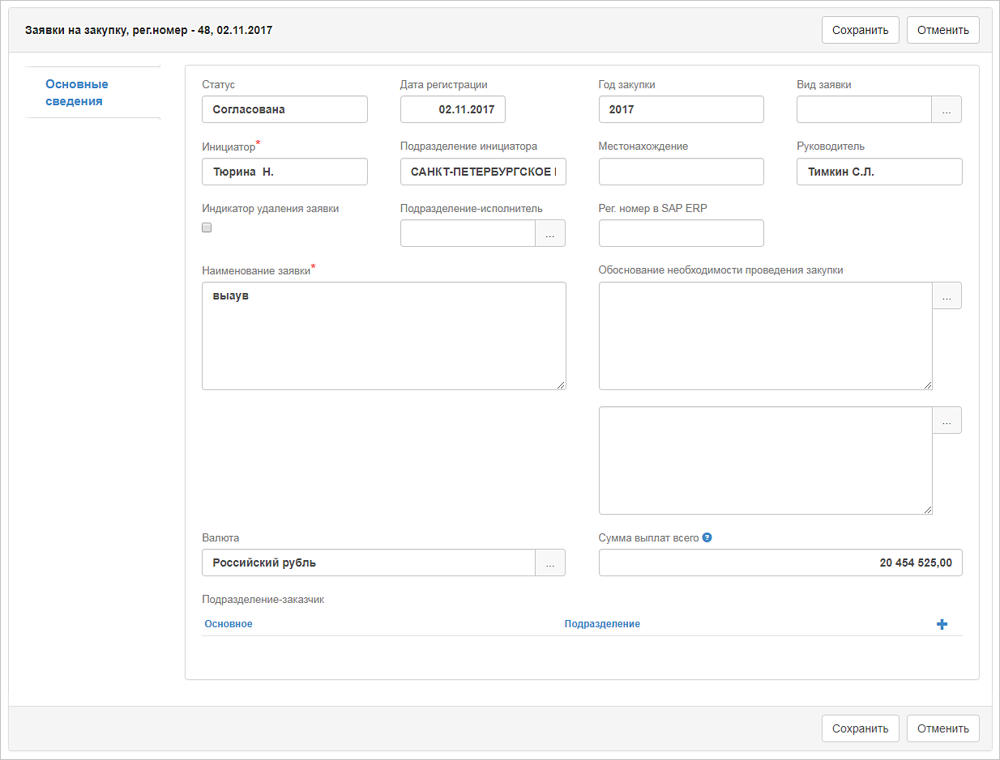 Заявки на закупку, рег.номер - 48, 02.11.2017
Сохранить
Отменить
Основные
сведения
Статус
Дата регистрации
Год закупки
Вид заявки
Согласована
02.11.2017
2017
...
Инициатор*
Подразделение инициатора
Местонахождение
Руководитель
Тюрина Н.
САНКТ-ПЕТЕРБУРГСКОЕ
Тимкин С.Л.
Индикатор удаления заявки
Подразделение-исполнитель
Рег. номер в SAP ERP
...
Наименование заявки*
Обоснование необходимости проведения закупки
выаув
...
...
Валюта
Сумма выплат всего ?
Российский рубль
...
20 454 525,00
Подразделение-заказчик
Основное
Подразделение
Сохранить
Отменить